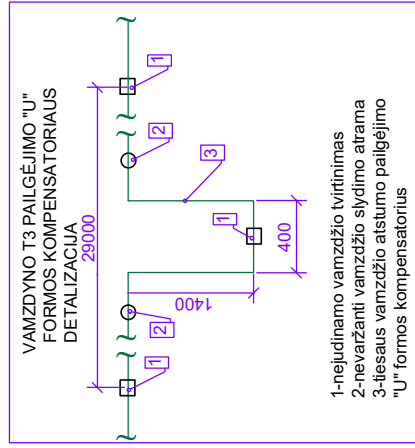 VAMZDYNO T3 PAILGĖJIMO "U"
FORMOS KOMPENSATORIAUS
DETALIZACIJA
29000
1
1
2
2
3
1
1400
400
1-nejudinamo vamzdžio tvirtinimas
2-nevaržanti vamzdžio slydimo atrama
3-tiesaus vamzdžio atstumo pailgėjimo
"U" formos kompensatorius